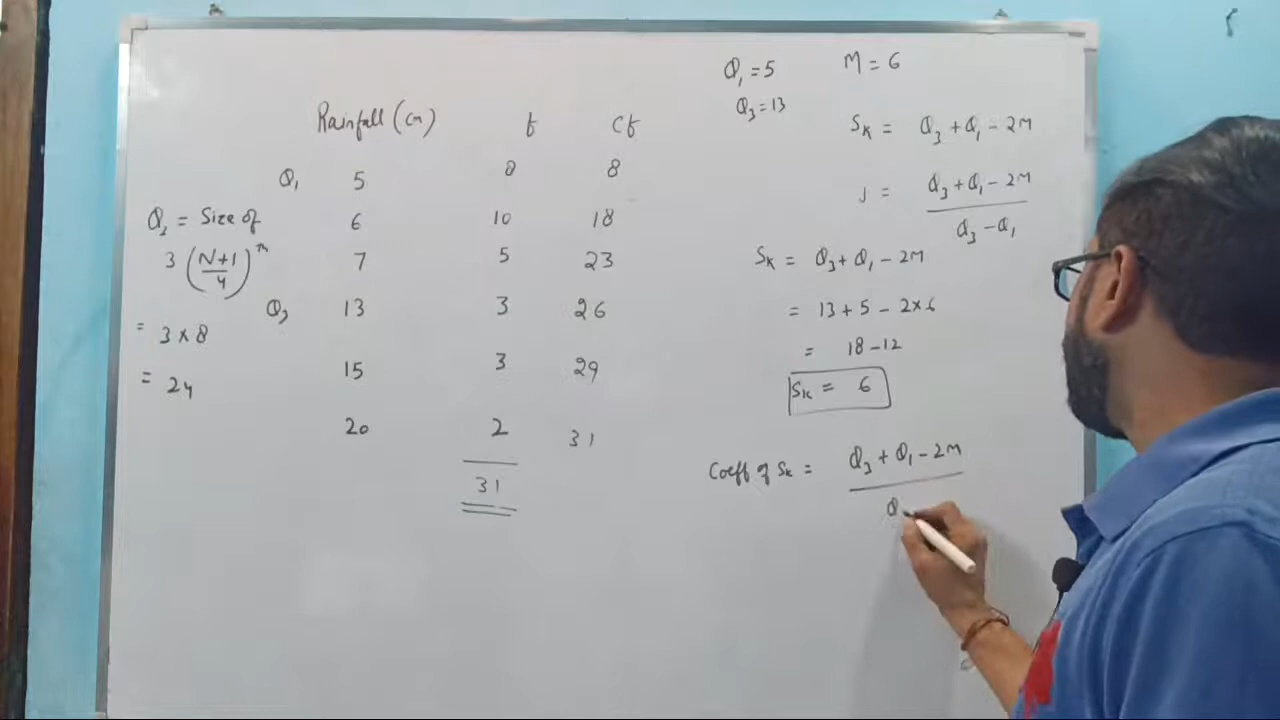 Q₁ = 5 M = 6
Q₃ = 13
Rainfall (cm) f Cf
Sₖ = Q₃ + Q₁ - 2M
Q₁ 5 8 8
J = (Q₃ + Q₁ - 2M) / (Q₃ - Q₁)
Q₃ = Size of
6 10 18
3 ((N+1)/4)ᵗʰ
7 5 23
Sₖ = Q₃ + Q₁ - 2M
Q₃ 13 3 26
= 13 + 5 - 2×6
= 3 × 8
= 18 - 12
15 3 29
= 24
Sₖ = 6
20 2 31
Coeff of Sₖ = (Q₃ + Q₁ - 2M) / Q
31